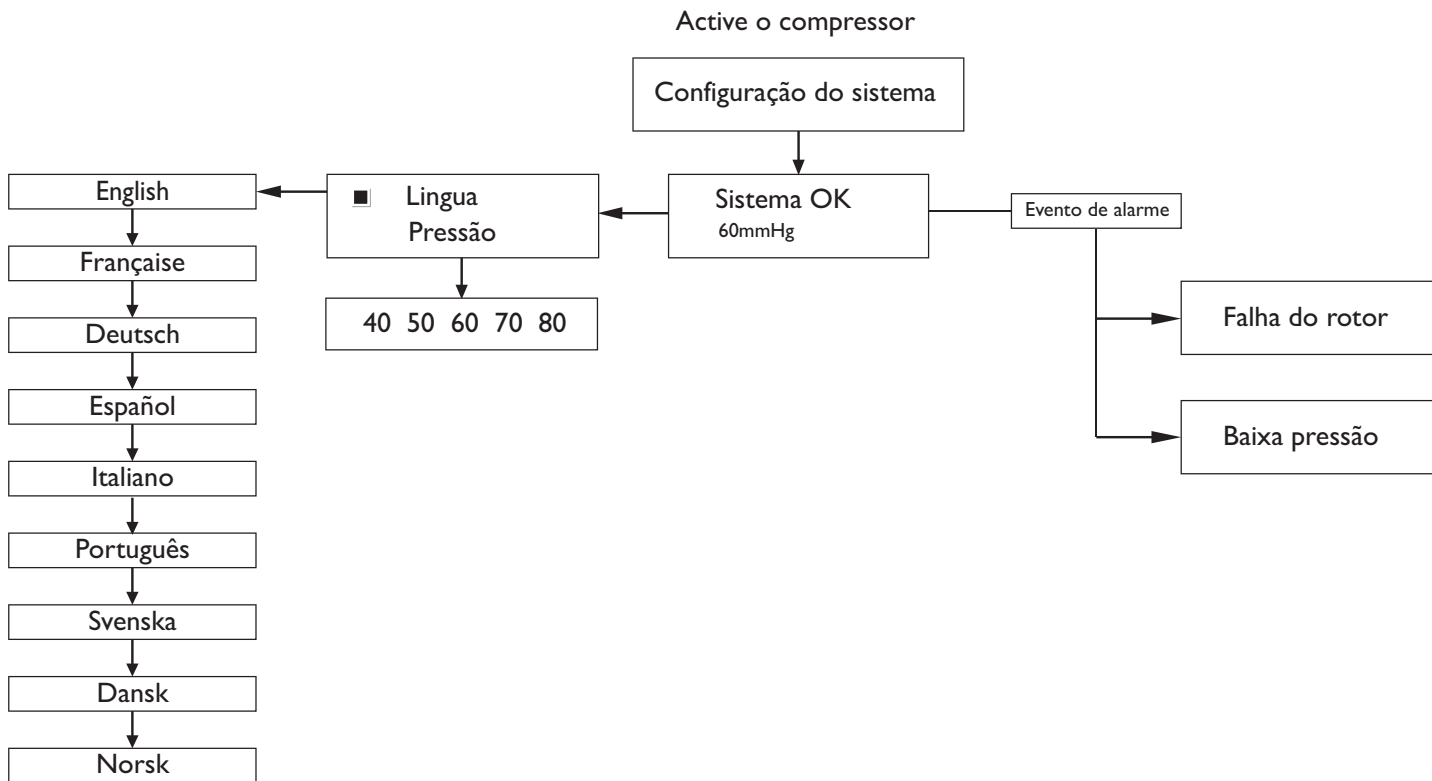 Active o compressor
Configuração do sistema
Sistema OK
60mmHg
Evento de alarme
Falha do rotor
Baixa pressão
Lingua
Pressão
40 50 60 70 80
English
Française
Deutsch
Español
Italiano
Português
Svenska
Dansk
Norsk